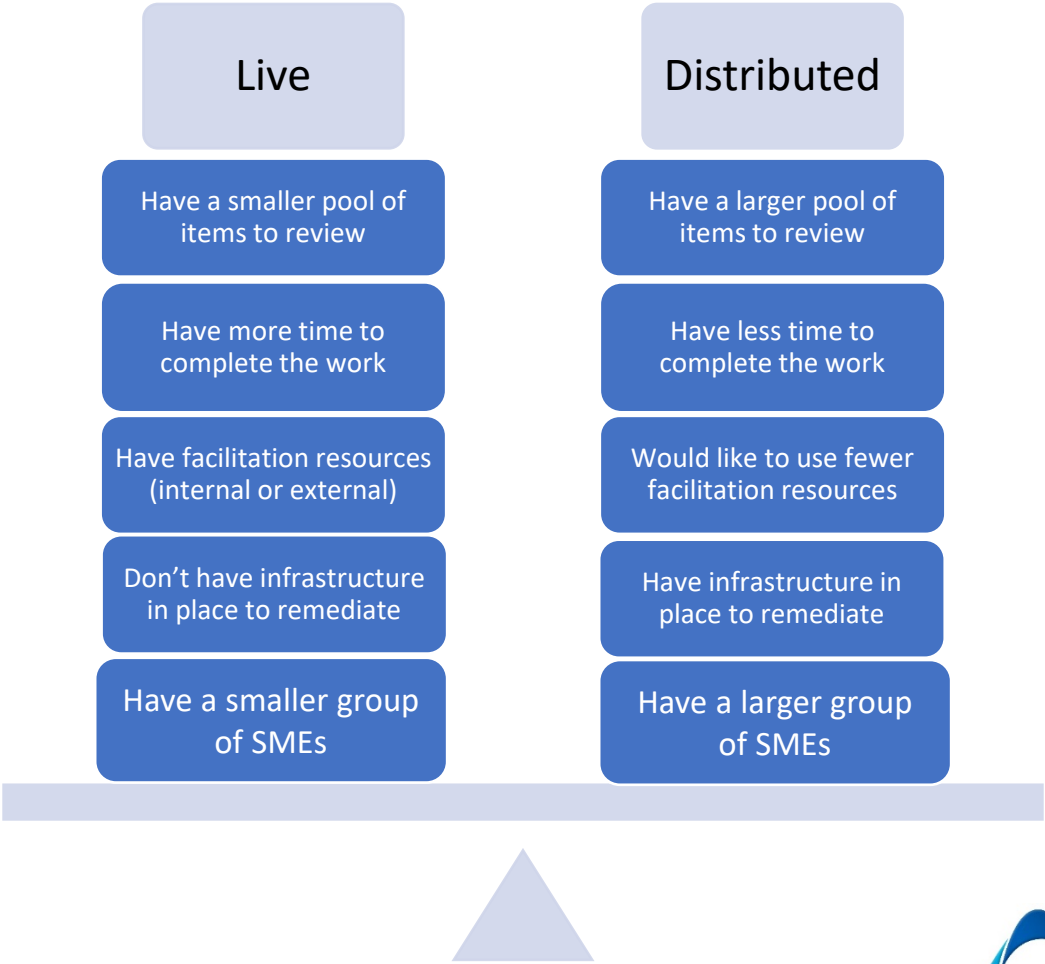 Live
Have a smaller pool of
items to review
Have more time to
complete the work
Have facilitation resources
(internal or external)
Don’t have infrastructure
in place to remediate
Have a smaller group
of SMEs
Distributed
Have a larger pool of
items to review
Have less time to
complete the work
Would like to use fewer
facilitation resources
Have infrastructure in
place to remediate
Have a larger group
of SMEs